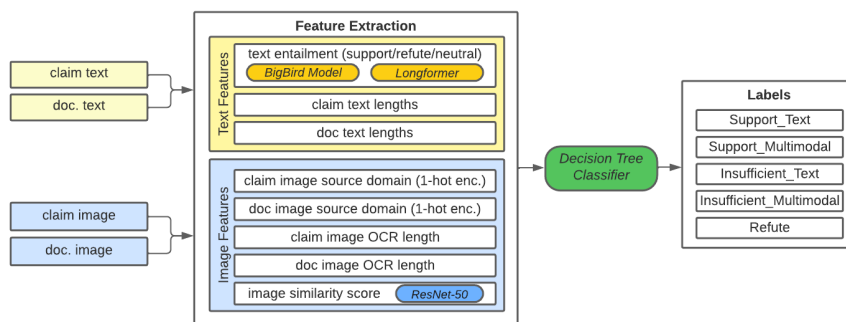 claim text
doc. text
claim image
doc. image
Feature Extraction
Text Features
text entailment (support/refute/neutral)
BigBird Model
Longformer
claim text lengths
doc text lengths
Image Features
claim image source domain (1-hot enc.)
doc image source domain (1-hot enc.)
claim image OCR length
doc image OCR length
image similarity score
ResNet-50
Decision Tree
Classifier
Labels
Support_Text
Support_Multimodal
Insufficient_Text
Insufficient_Multimodal
Refute